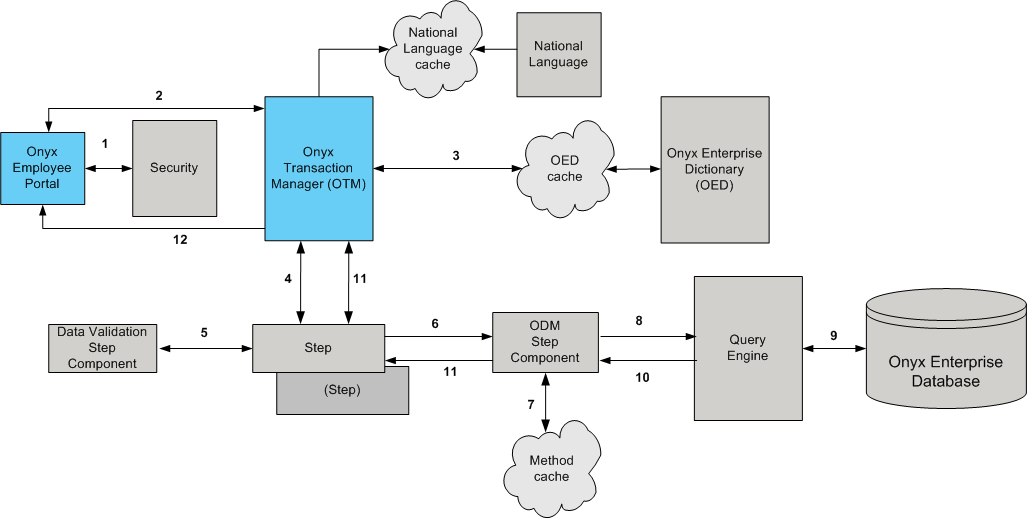 National
Language
cache
National
Language
2
Onyx
Employee
Portal
1
Security
Onyx
Transaction
Manager (OTM)
3
OED
cache
Onyx Enterprise
Dictionary
(OED)
12
4
11
Data Validation
Step
Component
5
Step
(Step)
6
11
ODM
Step
Component
8
10
Query
Engine
9
Onyx Enterprise
Database
7
Method
cache